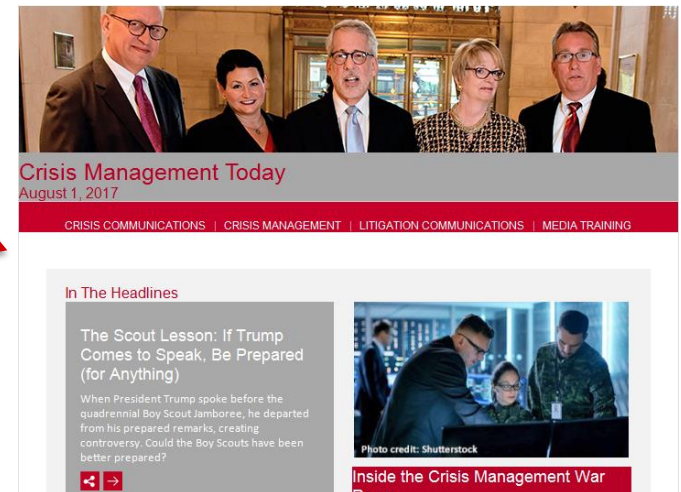 Crisis Management Today
August 1, 2017
CRISIS COMMUNICATIONS | CRISIS MANAGEMENT | LITIGATION COMMUNICATIONS | MEDIA TRAINING
In The Headlines
The Scout Lesson: If Trump
Comes to Speak, Be Prepared
(for Anything)
When President Trump spoke before the
quadrennial Boy Scout Jamboree, he departed
from his prepared remarks, creating
controversy. Could the Boy Scouts have been
better prepared?
Photo credit: Shutterstock
Inside the Crisis Management War